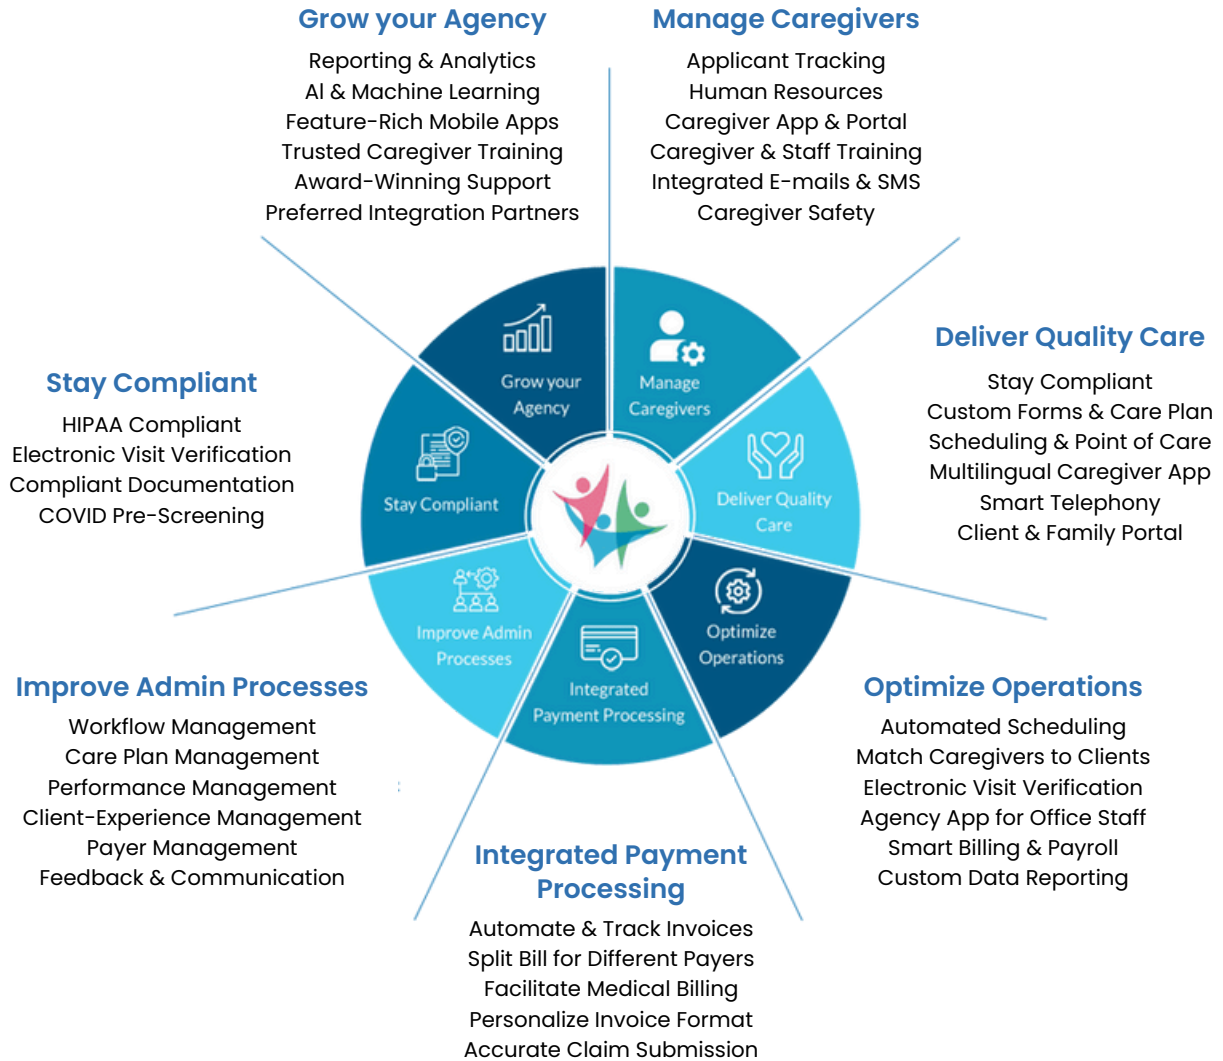 Grow your Agency
Reporting & Analytics
AI & Machine Learning
Feature-Rich Mobile Apps
Trusted Caregiver Training
Award-Winning Support
Preferred Integration Partners
Manage Caregivers
Applicant Tracking
Human Resources
Caregiver App & Portal
Caregiver & Staff Training
Integrated E-mails & SMS
Caregiver Safety
Deliver Quality Care
Stay Compliant
Custom Forms & Care Plan
Scheduling & Point of Care
Multilingual Caregiver App
Smart Telephony
Client & Family Portal
Stay Compliant
HIPAA Compliant
Electronic Visit Verification
Compliant Documentation
COVID Pre-Screening
Grow your
Agency
Manage
Caregivers
Stay Compliant
Deliver Quality
Care
Improve Admin
Processes
Integrated
Payment Processing
Optimize
Operations
Improve Admin Processes
Workflow Management
Care Plan Management
Performance Management
Client-Experience Management
Payer Management
Feedback & Communication
Optimize Operations
Automated Scheduling
Match Caregivers to Clients
Electronic Visit Verification
Agency App for Office Staff
Smart Billing & Payroll
Custom Data Reporting
Integrated Payment
Processing
Automate & Track Invoices
Split Bill for Different Payers
Facilitate Medical Billing
Personalize Invoice Format
Accurate Claim Submission